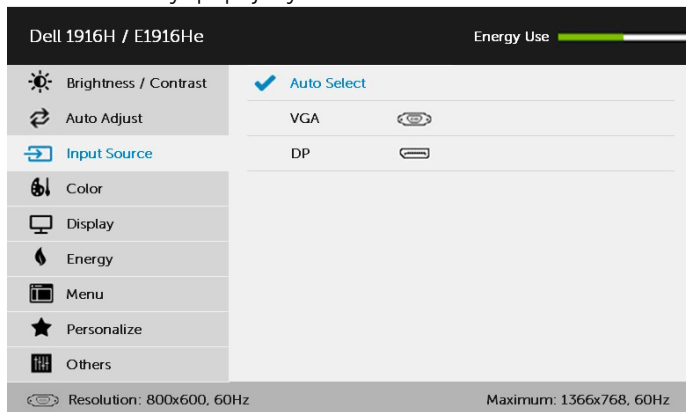 Dell 1916H / E1916He
Energy Use
Brightness / Contrast
Auto Adjust
Input Source
Color
Display
Energy
Menu
Personalize
Others
Auto Select
VGA
DP
Resolution: 800x600, 60Hz
Maximum: 1366x768, 60Hz